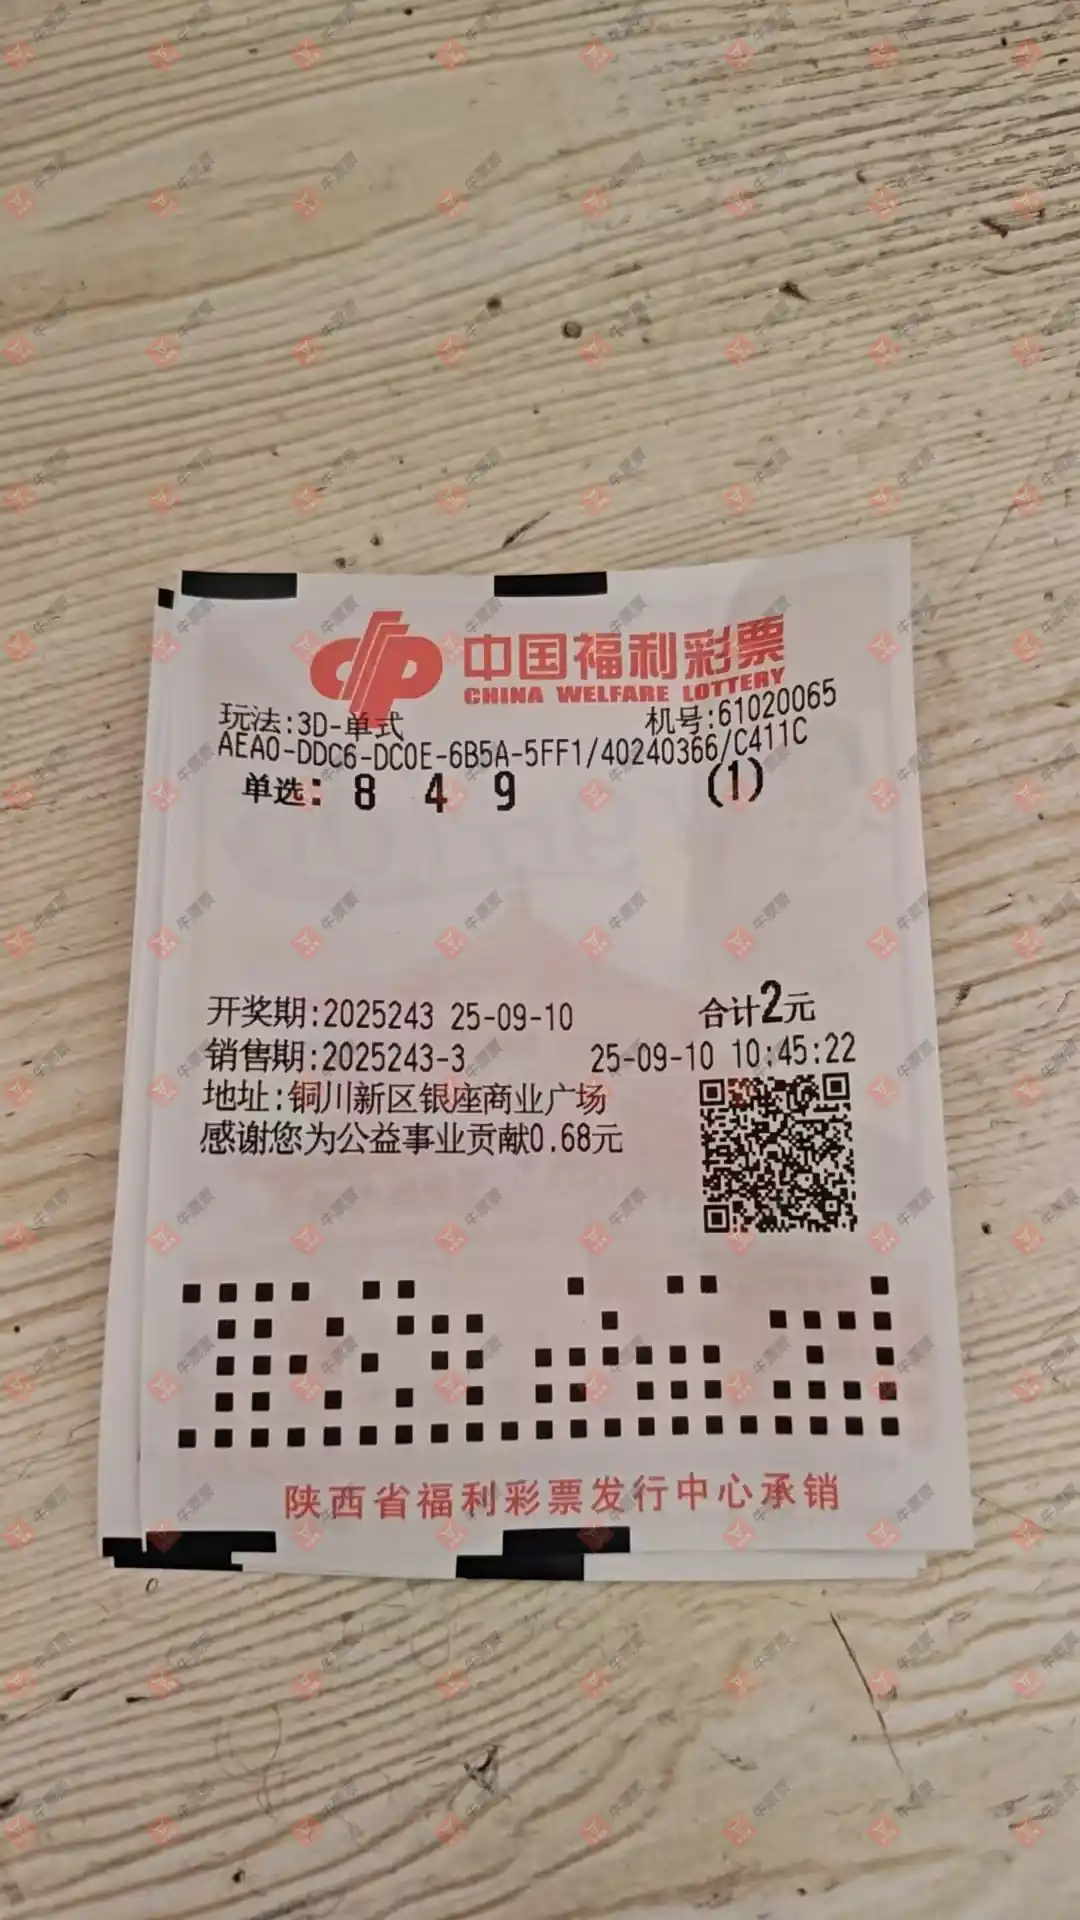 中国福利彩票
CHINA WELFARE LOTTERY
玩法:3D-单式 机号:61020065
AEA0-DDC6-DC0E-6B5A-5FF1/40240366/C411C
单选: 8 4 9 (1)
开奖期:2025243 25-09-10 合计2元
销售期:2025243-3 25-09-10 10:45:22
地址:铜川新区银座商业广场
感谢您为公益事业贡献0.68元
陕西省福利彩票发行中心承销
牛票票